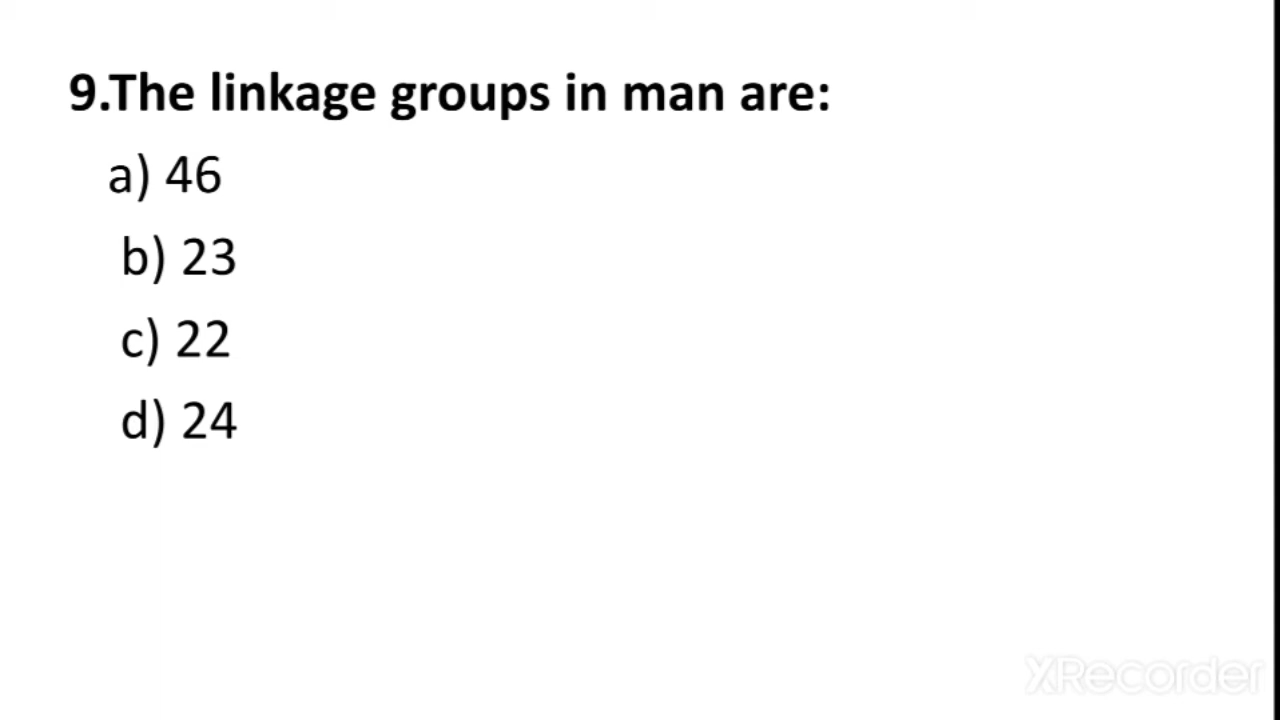 9.The linkage groups in man are:
a) 46
b) 23
c) 22
d) 24
XRecorder